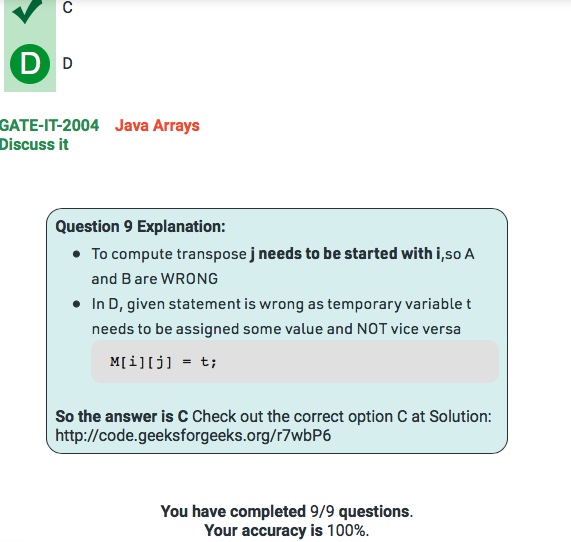 C
D D
GATE-IT-2004 Java Arrays
Discuss it
Question 9 Explanation:
• To compute transpose j needs to be started with i,so A
and B are WRONG
• In D, given statement is wrong as temporary variable t
needs to be assigned some value and NOT vice versa
M[i][j] = t;
So the answer is C Check out the correct option C at Solution:
http://code.geeksforgeeks.org/r7wbP6
You have completed 9/9 questions.
Your accuracy is 100%.